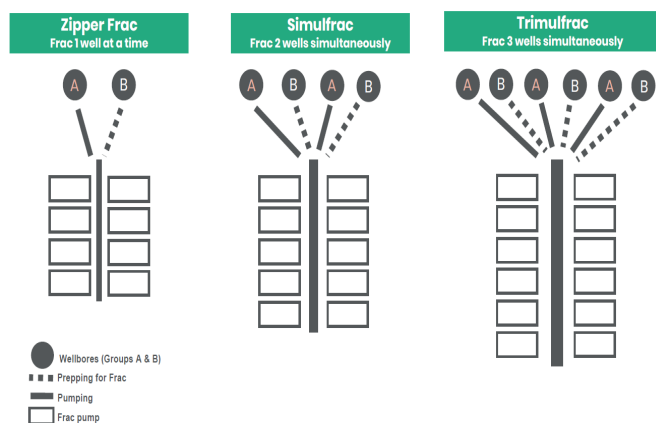 Zipper Frac
Frac 1 well at a time
Simulfrac
Frac 2 wells simultaneously
Trimulfrac
Frac 3 wells simultaneously
A B
A B A B
A B A B A B
Wellbores (Groups A & B)
Prepping for Frac
Pumping
Frac pump